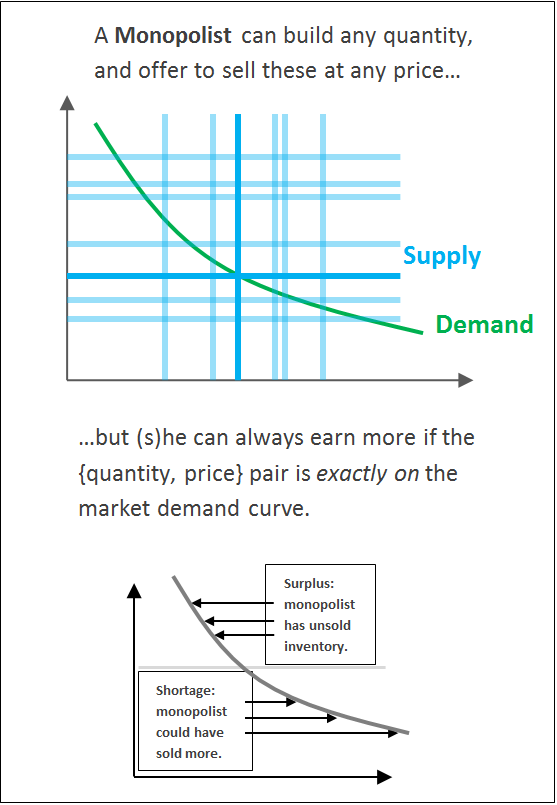 A Monopolist can build any quantity,
and offer to sell these at any price…
Supply
Demand
…but (s)he can always earn more if the
{quantity, price} pair is exactly on the
market demand curve.
Surplus:
monopolist
has unsold
inventory.
Shortage:
monopolist
could have
sold more.